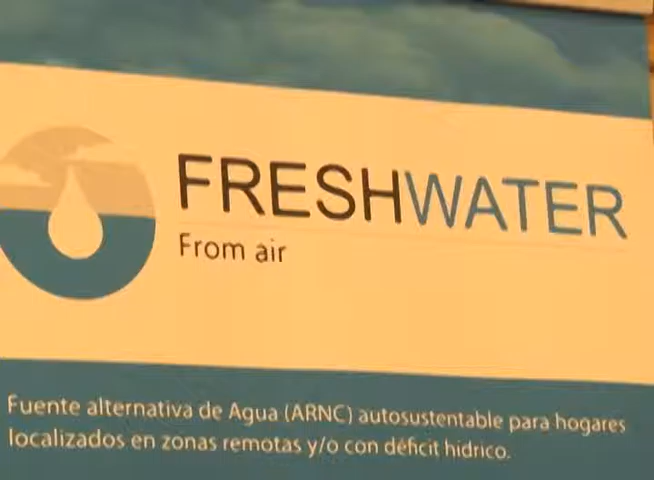 FRESHWATER
From air
Fuente alternativa de Agua (ARNC) autosustentable para hogares
localizados en zonas remotas y/o con déficit hídrico.